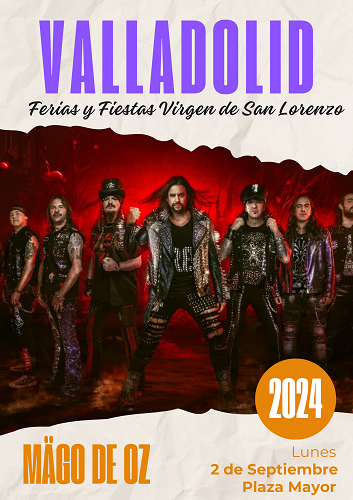 VALLADOLID
Ferias y Fiestas Virgen de San Lorenzo
2024
MÄGO DE OZ
Lunes
2 de Septiembre
Plaza Mayor